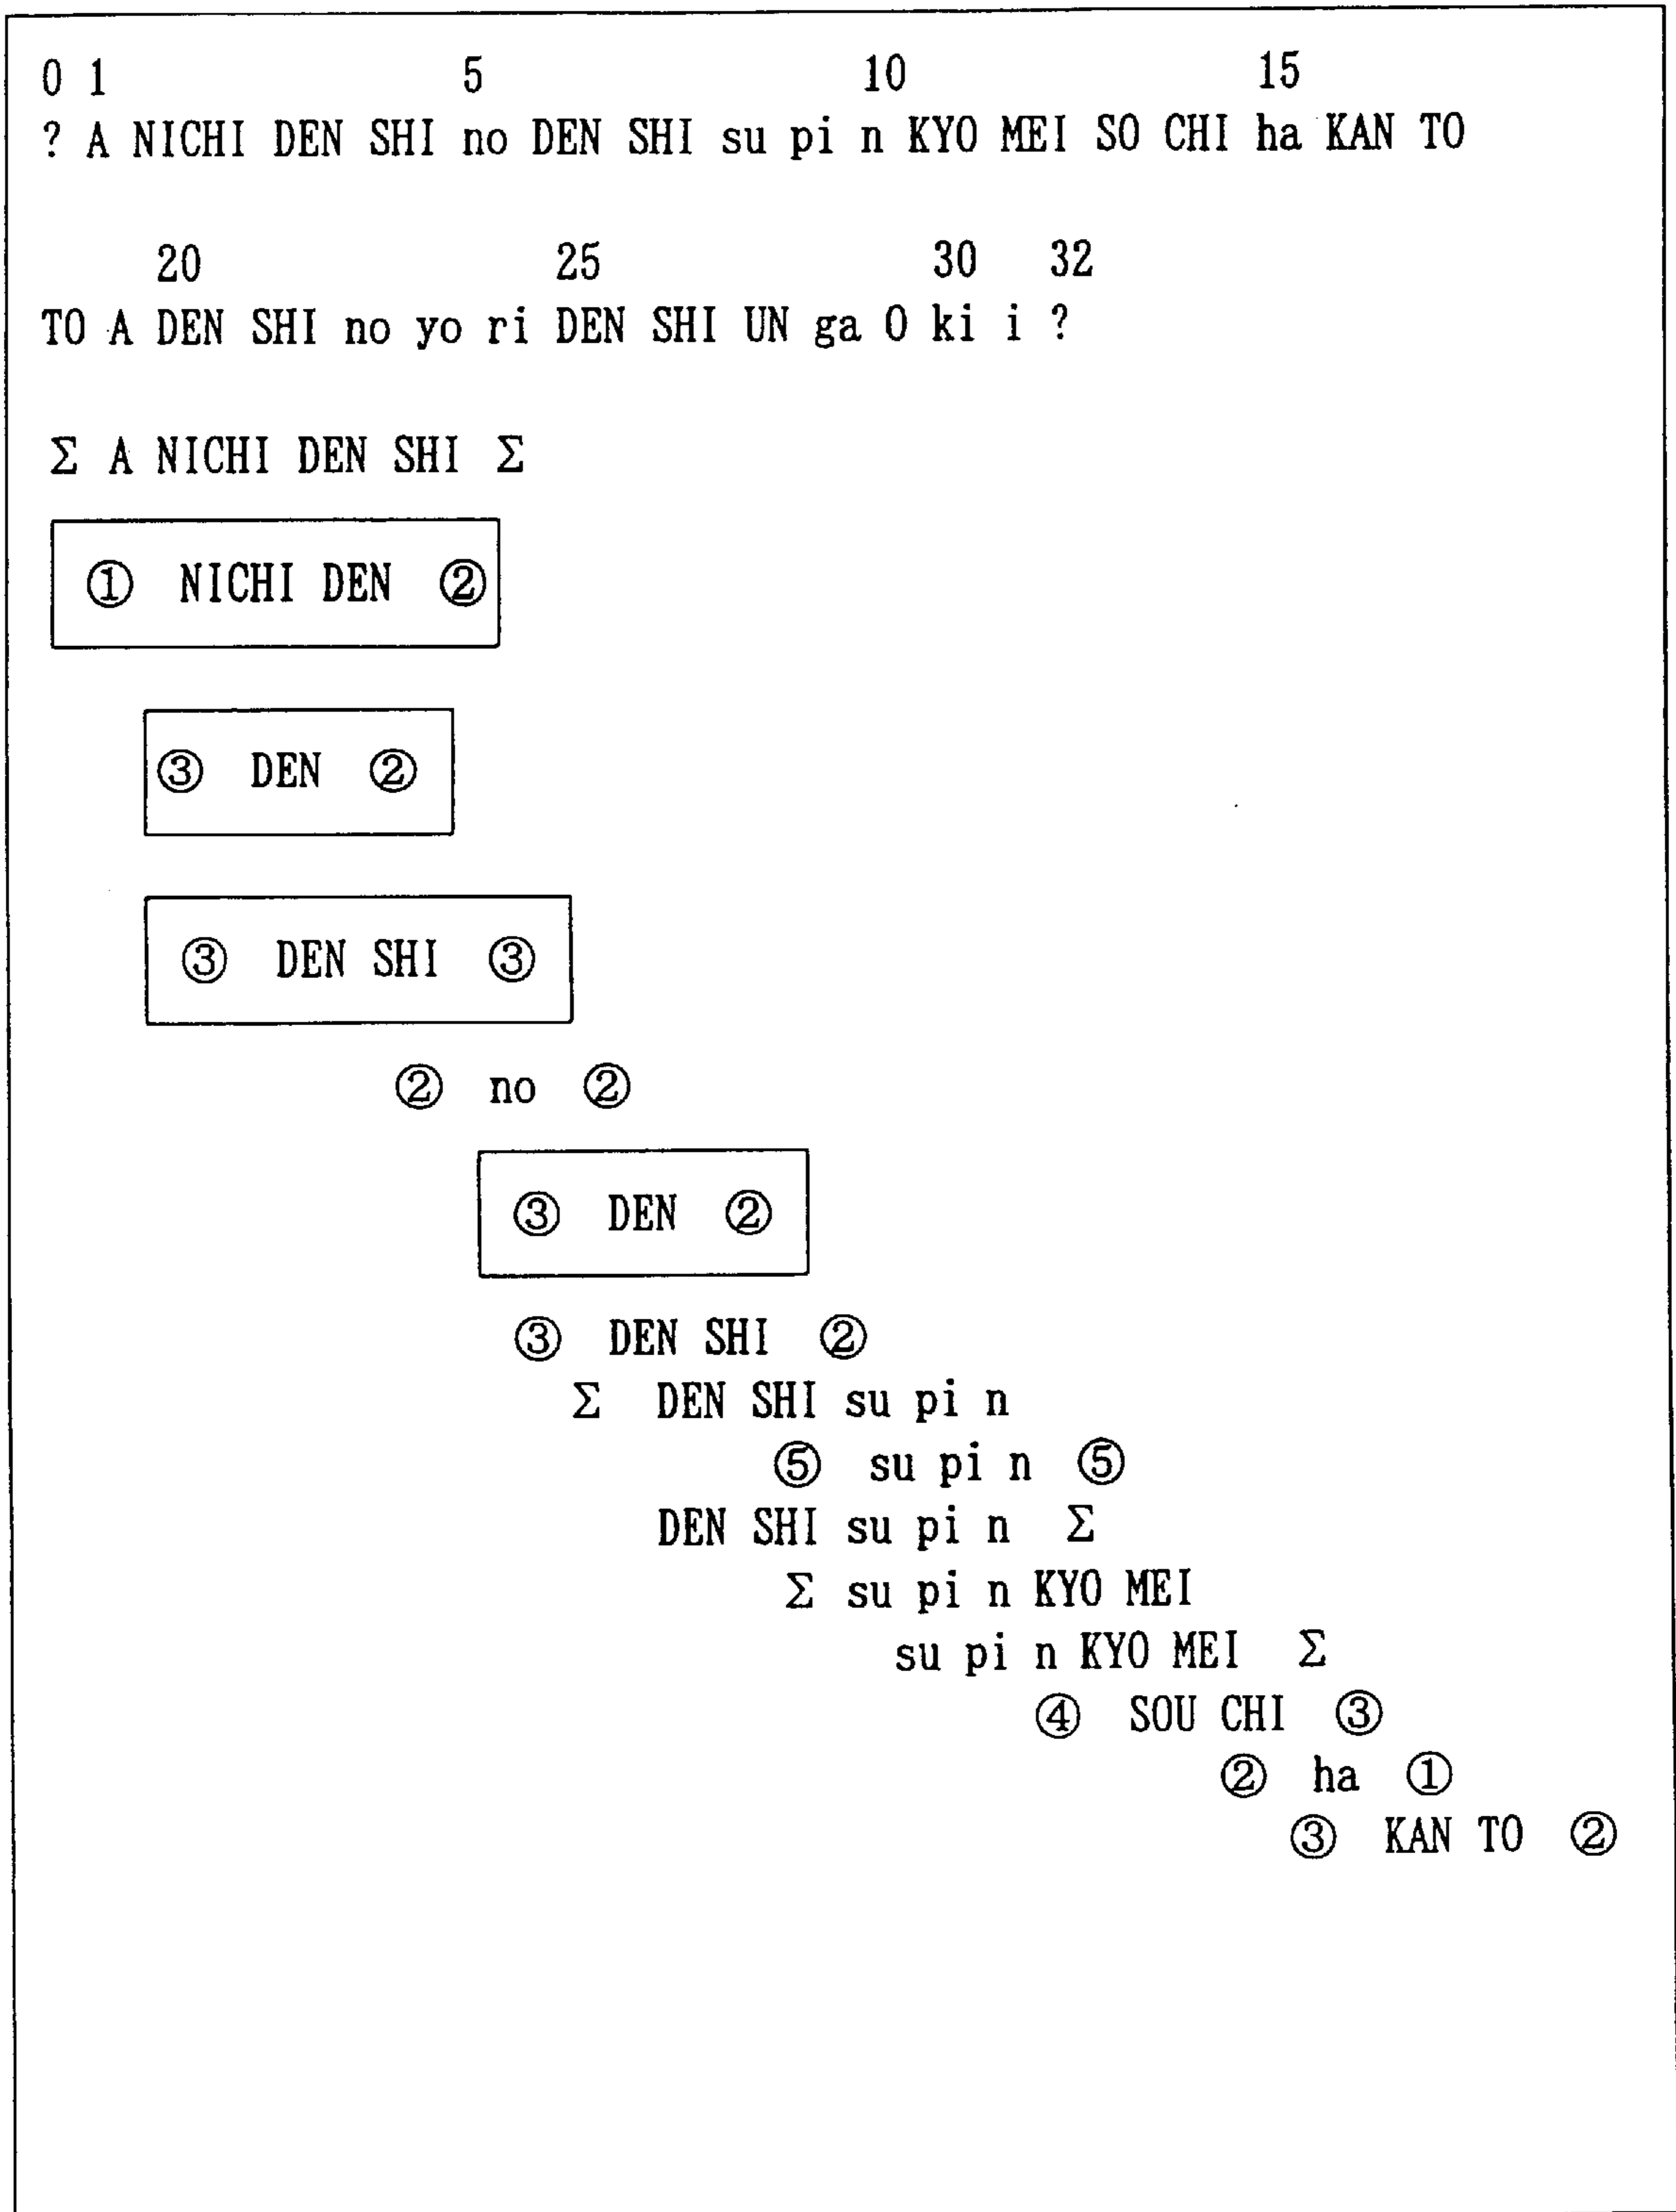 0 1 5 10 15
? A NICHI DEN SHI no DEN SHI su pi n KYO MEI SO CHI ha KAN TO
20 25 30 32
TO A DEN SHI no yo ri DEN SHI UN ga O ki i ?
Σ A NICHI DEN SHI Σ
① NICHI DEN ②
③ DEN ②
③ DEN SHI ③
② no ②
③ DEN ②
③ DEN SHI ②
Σ DEN SHI su pi n
⑤ su pi n ⑤
DEN SHI su pi n Σ
Σ su pi n KYO MEI
su pi n KYO MEI Σ
④ SOU CHI ③
② ha ①
③ KAN TO ②